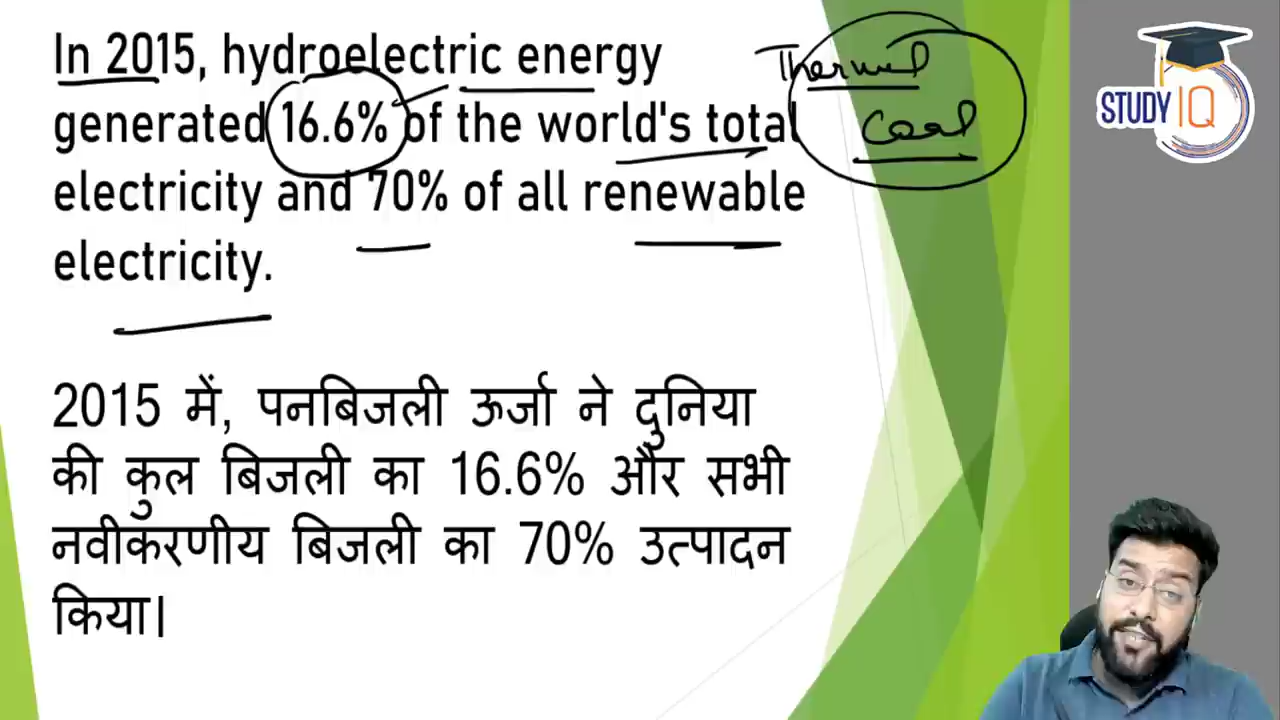 In 2015, hydroelectric energy
generated 16.6% of the world's total
electricity and 70% of all renewable
electricity.
Thermal
Coal
STUDY IQ
2015 में, पनबिजली ऊर्जा ने दुनिया
की कुल बिजली का 16.6% और सभी
नवीकरणीय बिजली का 70% उत्पादन
किया।